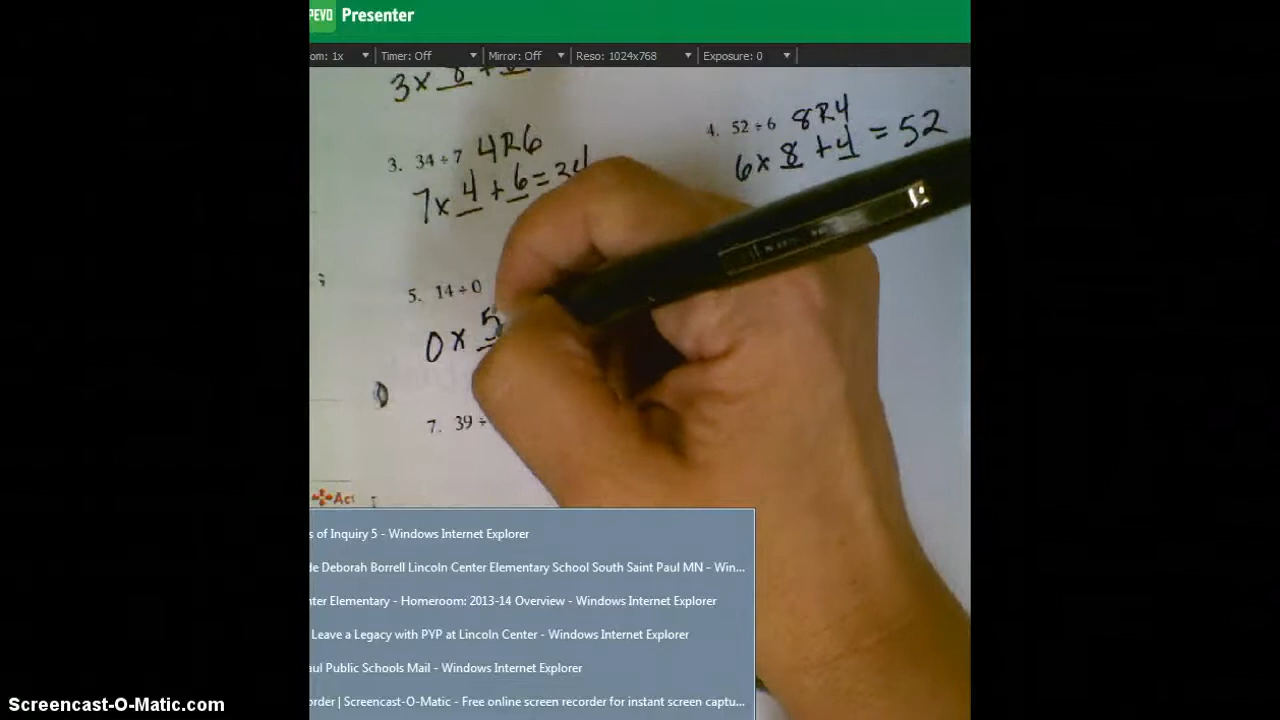 PEVO Presenter
om: 1x Timer: Off Mirror: Off Reso: 1024x768 Exposure: 0
3 × 8 +
3. 34 ÷ 7 4R6
7 × 4 + 6 = 34
4. 52 ÷ 6 8R4
6 × 8 + 4 = 52
5. 14 ÷ 0
0 × 5
7. 39 ÷
s of Inquiry 5 - Windows Internet Explorer
de Deborah Borrell Lincoln Center Elementary School South Saint Paul MN - Win...
nter Elementary - Homeroom: 2013-14 Overview - Windows Internet Explorer
Leave a Legacy with PYP at Lincoln Center - Windows Internet Explorer
aul Public Schools Mail - Windows Internet Explorer
order | Screencast-O-Matic - Free online screen recorder for instant screen captu...
Screencast-O-Matic.com